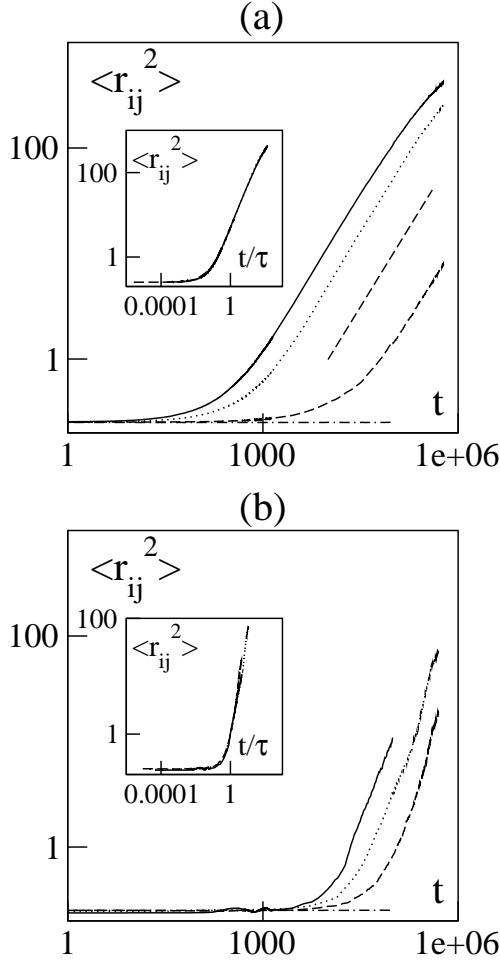 (a)
<r_ij^2>
100
1
<r_ij^2>
100
1
t/τ
0.0001 1
t
1 1000 1e+06
(b)
<r_ij^2>
100
1
100
<r_ij^2>
1
t/τ
0.0001 1
t
1 1000 1e+06